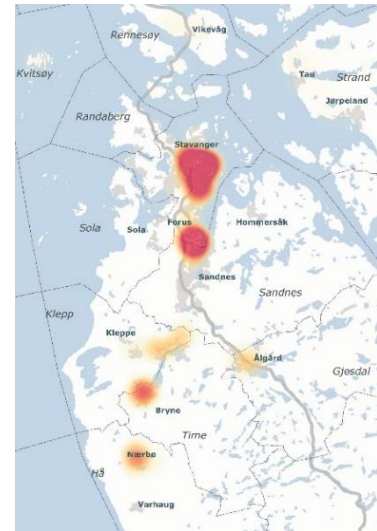 Rennesøy
Vikevåg
Kvitsøy
Tau
Strand
Jørpeland
Randaberg
Stavanger
Forus
Hommersåk
Sola
Sola
Sandnes
Sandnes
Klepp
Kleppe
Ålgård
Gjesdal
Bryne
Time
Nærbø
Hå
Varhaug